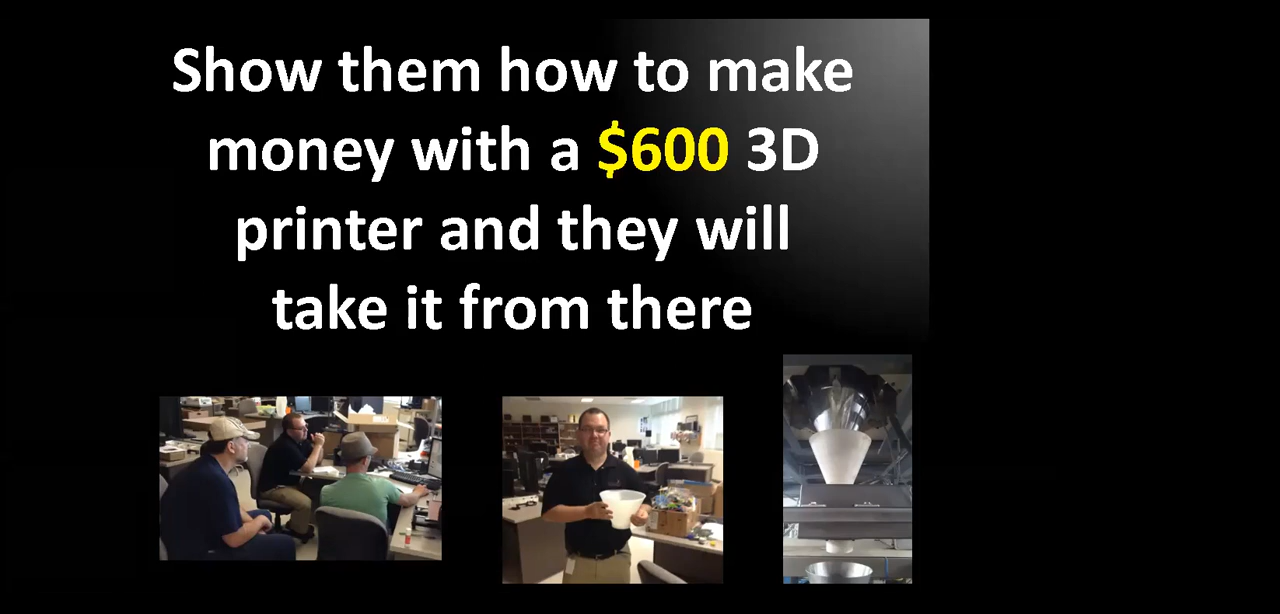 Show them how to make
money with a $600 3D
printer and they will
take it from there